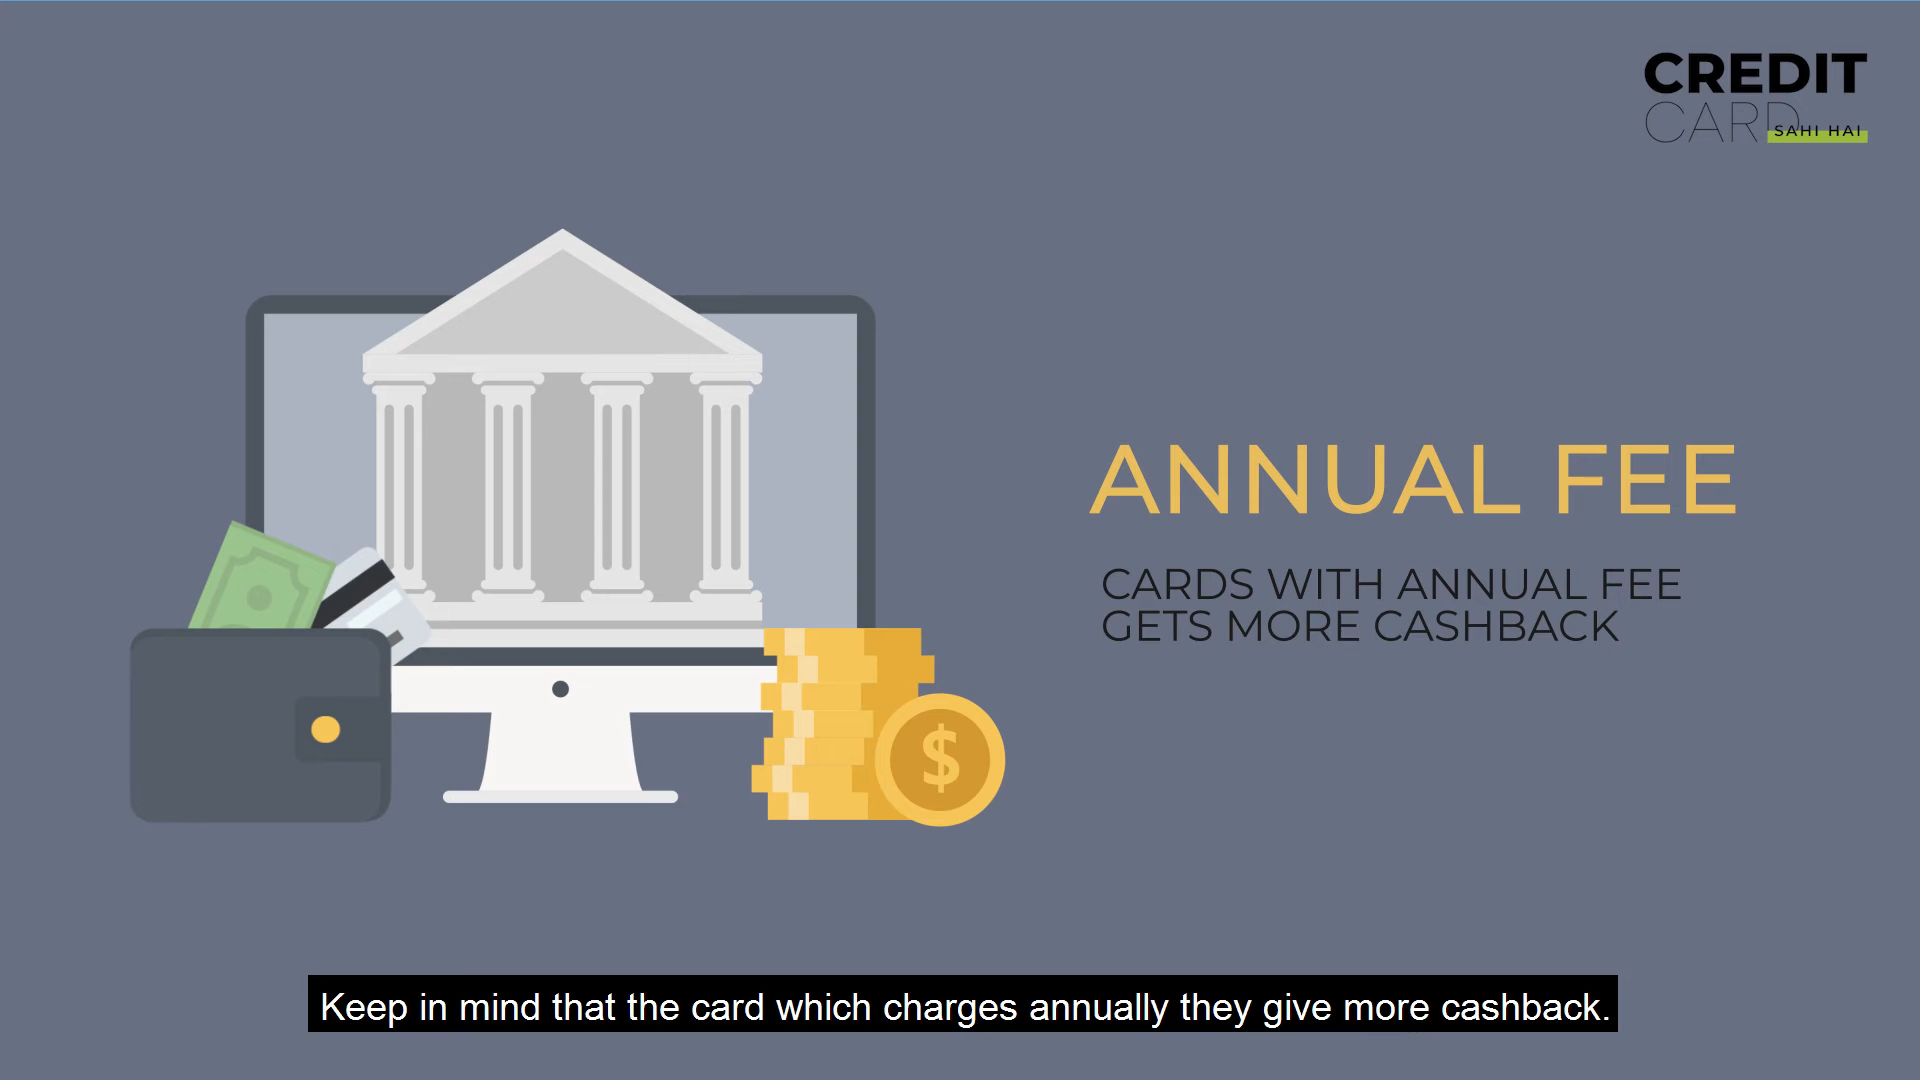 CREDIT
CARD
SAHI HAI
ANNUAL FEE
CARDS WITH ANNUAL FEE
GETS MORE CASHBACK
$
Keep in mind that the card which charges annually they give more cashback.